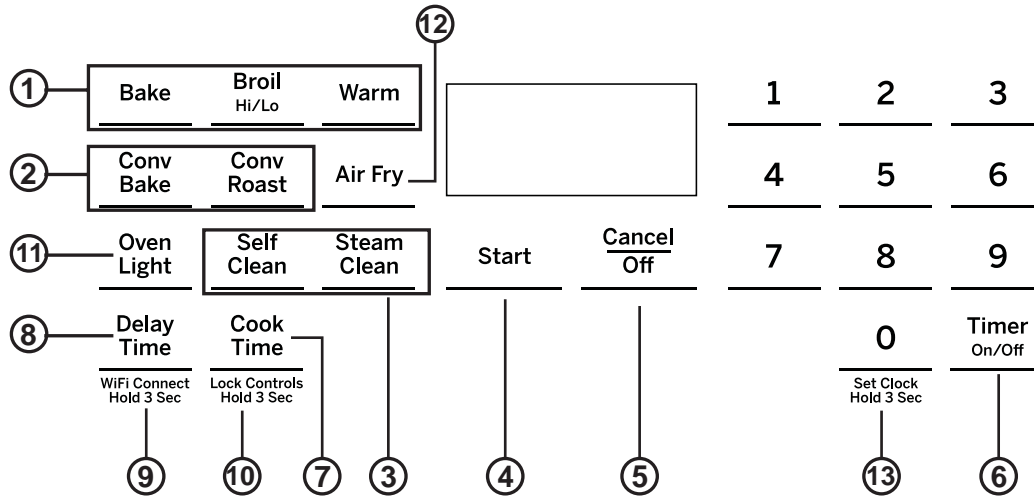 12
1
Bake
Broil
Hi/Lo
Warm
1
2
3
2
Conv
Bake
Conv
Roast
Air Fry
4
5
6
11
Oven
Light
Self
Clean
Steam
Clean
Start
Cancel
Off
7
8
9
8
Delay
Time
Cook
Time
0
Timer
On/Off
WiFi Connect
Hold 3 Sec
Lock Controls
Hold 3 Sec
Set Clock
Hold 3 Sec
9
10
7
3
4
5
13
6